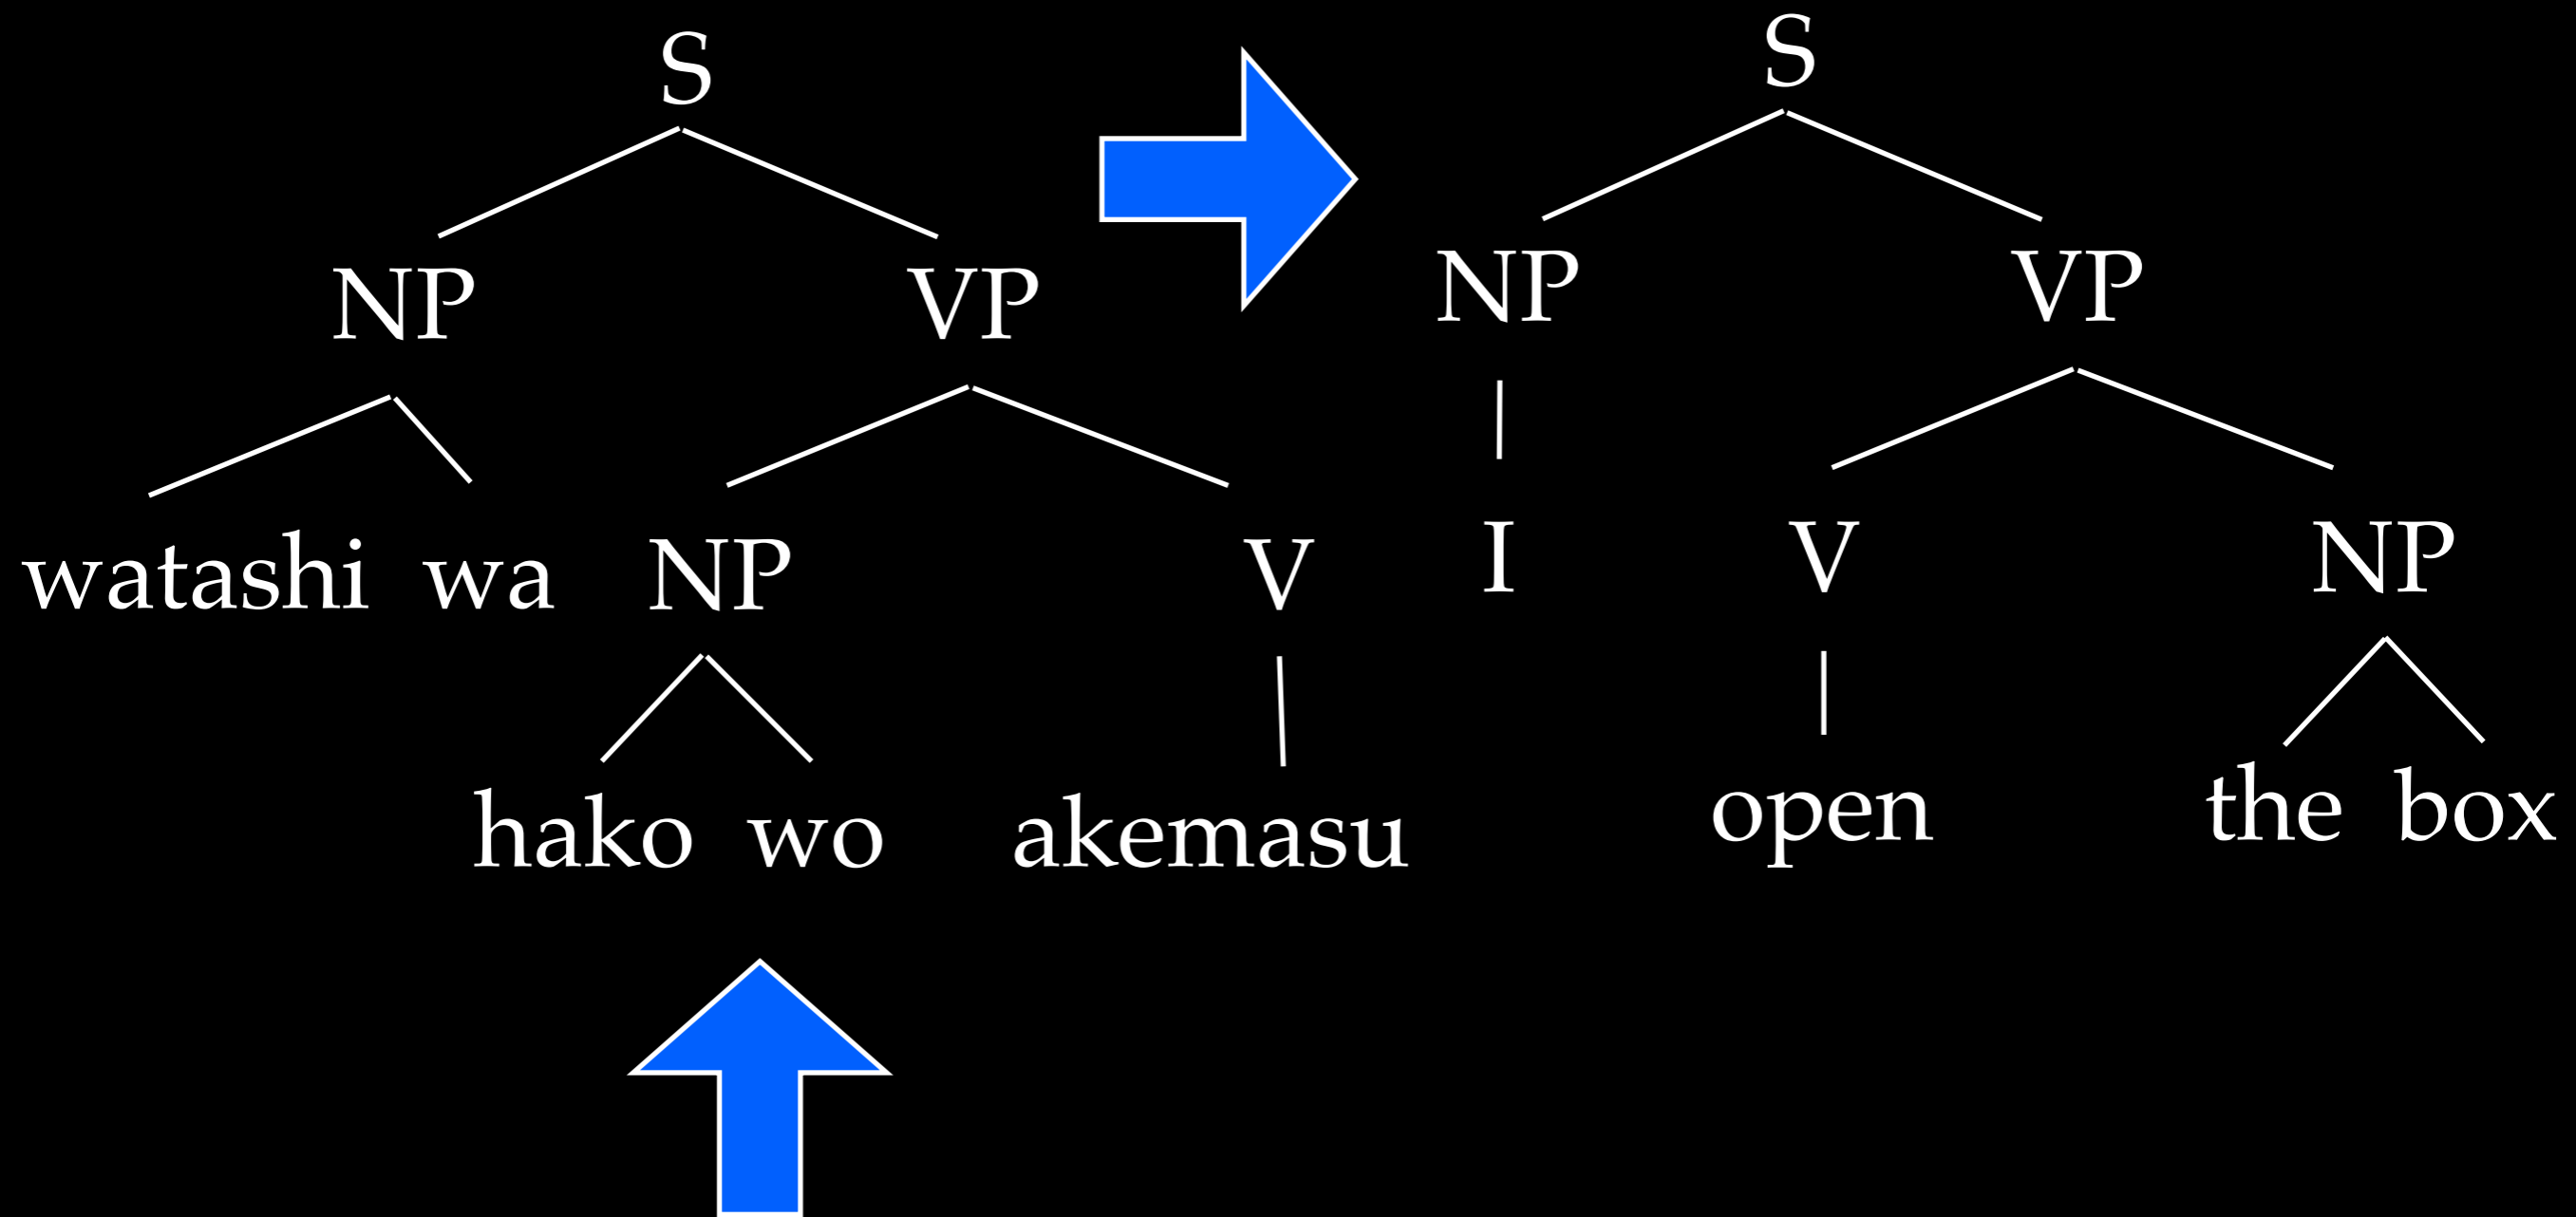 S
S
NP VP
NP VP
watashi wa NP V
I V NP
hako wo akemasu
open the box